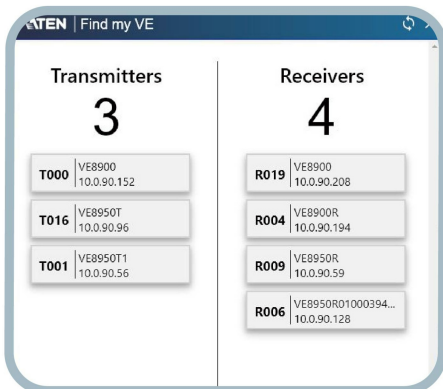 ATEN | Find my VE
Transmitters
3
T000 VE8900
10.0.90.152
T016 VE8950T
10.0.90.96
T001 VE8950T1
10.0.90.56
Receivers
4
R019 VE8900
10.0.90.208
R004 VE8900R
10.0.90.194
R009 VE8950R
10.0.90.59
R006 VE8950R01000394...
10.0.90.128